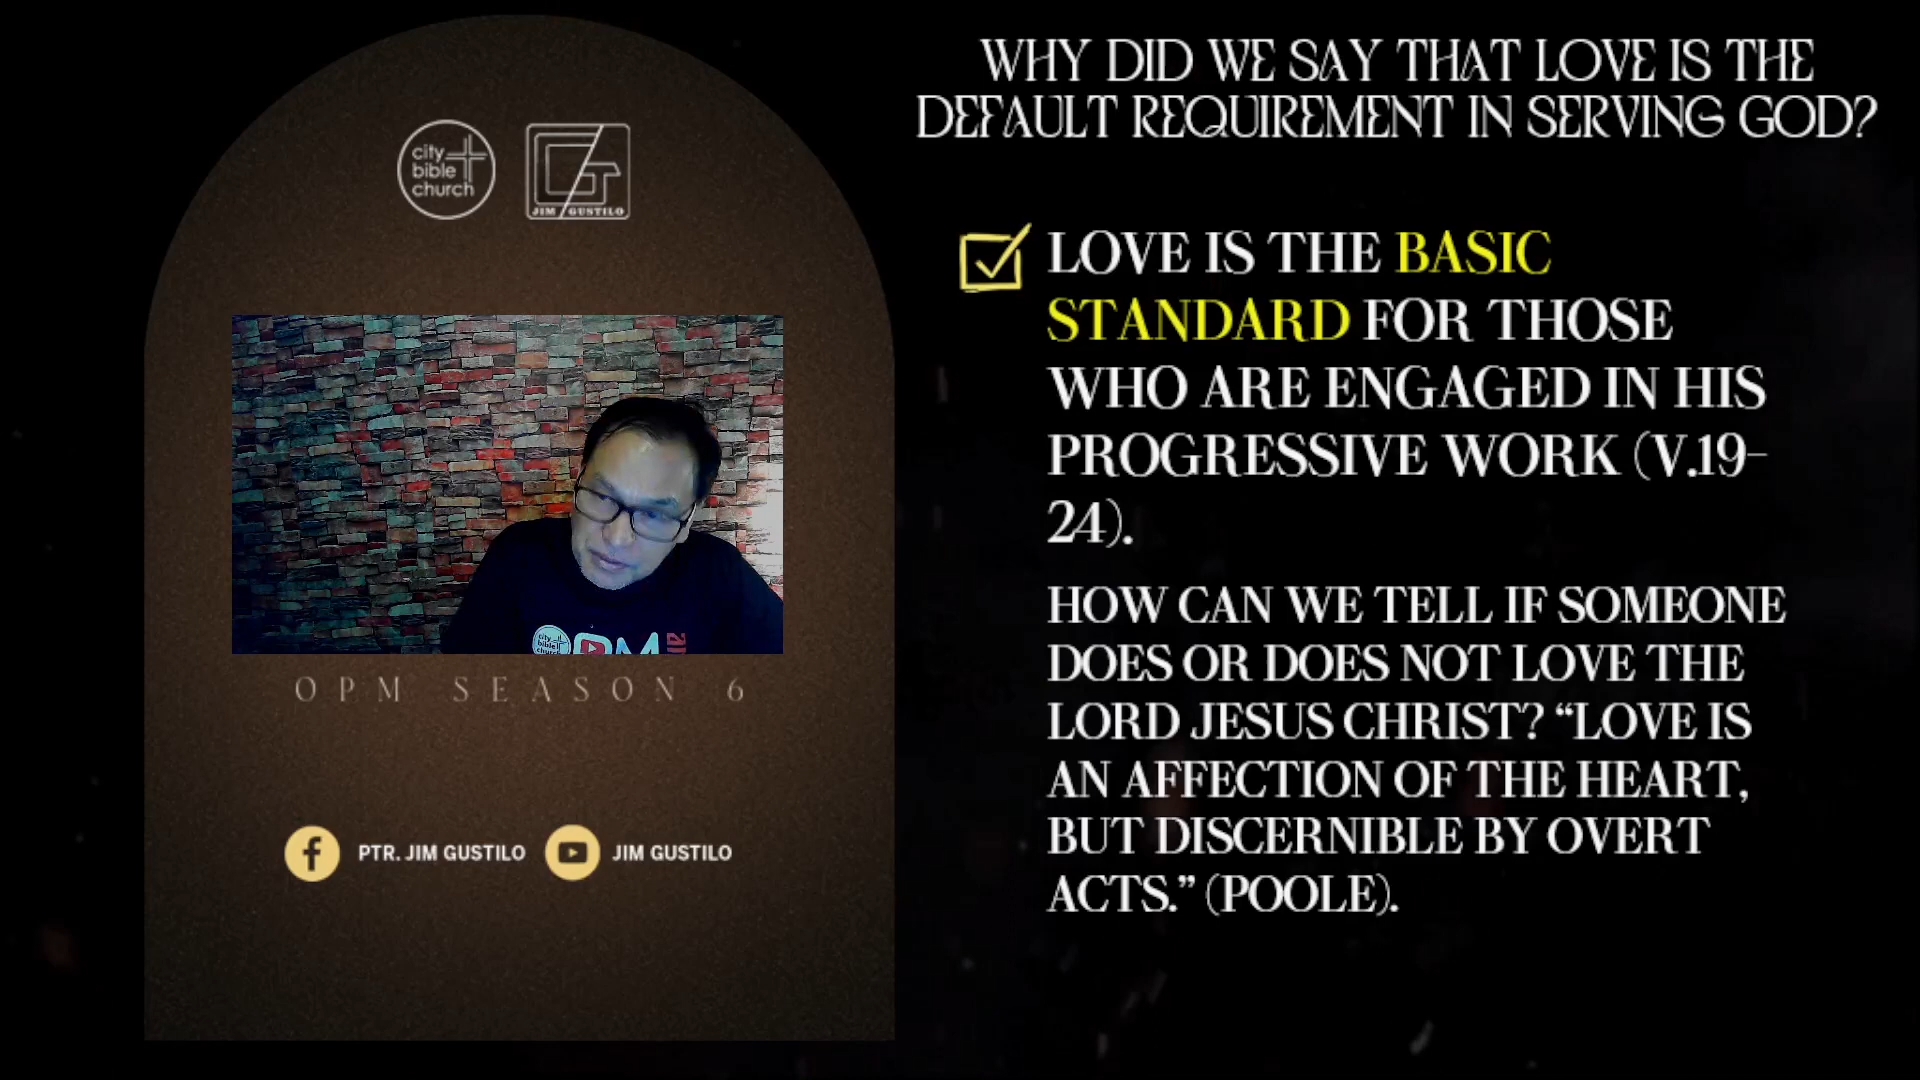 city
bible
church
JIM GUSTILO
OPM SEASON 6
PTR. JIM GUSTILO
JIM GUSTILO
WHY DID WE SAY THAT LOVE IS THE
DEFAULT REQUIREMENT IN SERVING GOD?
LOVE IS THE BASIC
STANDARD FOR THOSE
WHO ARE ENGAGED IN HIS
PROGRESSIVE WORK (V.19-
24).
HOW CAN WE TELL IF SOMEONE
DOES OR DOES NOT LOVE THE
LORD JESUS CHRIST? “LOVE IS
AN AFFECTION OF THE HEART,
BUT DISCERNIBLE BY OVERT
ACTS.” (POOLE).